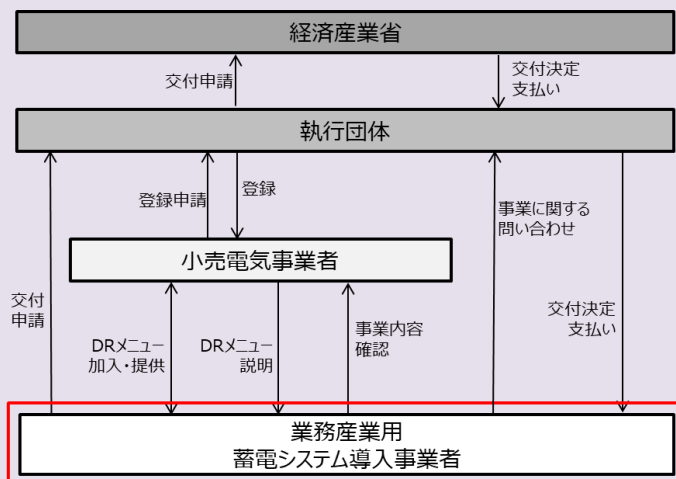 経済産業省
交付申請
交付決定
支払い
執行団体
登録申請
登録
事業に関する
問い合わせ
小売電気事業者
交付
申請
DRメニュー
加入・提供
DRメニュー
説明
事業内容
確認
交付決定
支払い
業務産業用
蓄電システム導入事業者